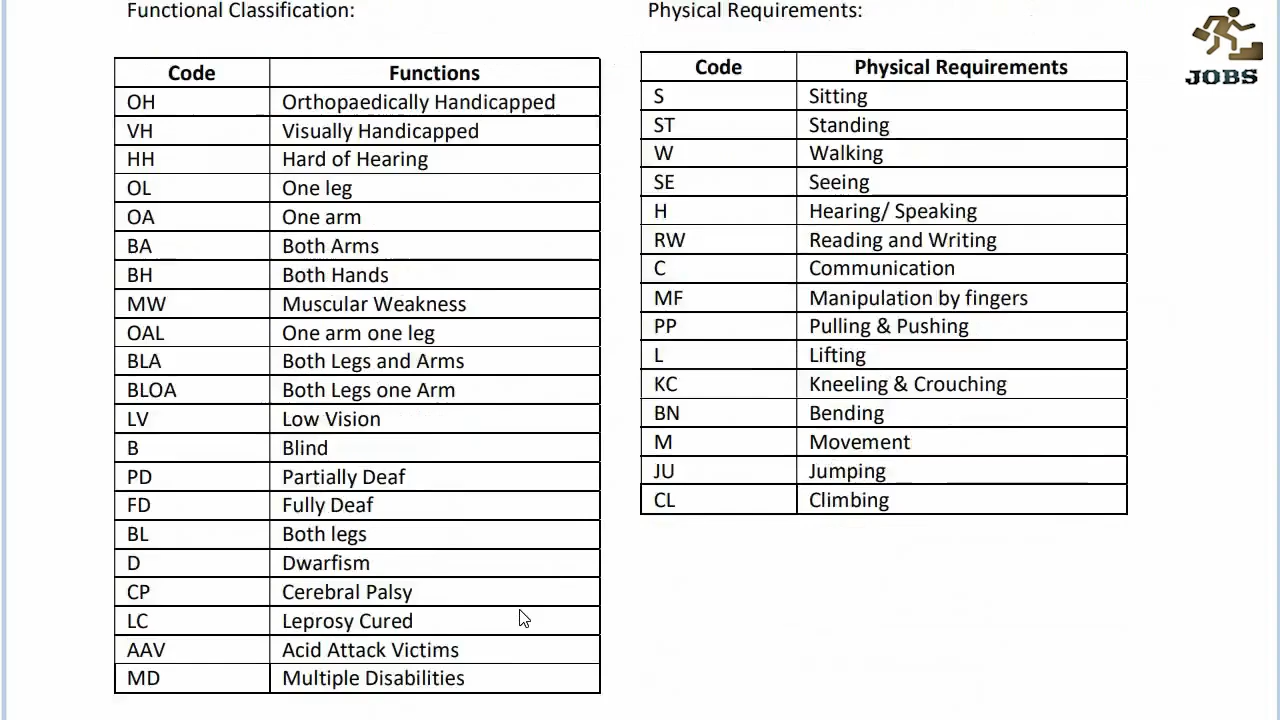 Functional Classification:
Code Functions
OH Orthopaedically Handicapped
VH Visually Handicapped
HH Hard of Hearing
OL One leg
OA One arm
BA Both Arms
BH Both Hands
MW Muscular Weakness
OAL One arm one leg
BLA Both Legs and Arms
BLOA Both Legs one Arm
LV Low Vision
B Blind
PD Partially Deaf
FD Fully Deaf
BL Both legs
D Dwarfism
CP Cerebral Palsy
LC Leprosy Cured
AAV Acid Attack Victims
MD Multiple Disabilities
Physical Requirements:
Code Physical Requirements
S Sitting
ST Standing
W Walking
SE Seeing
H Hearing/ Speaking
RW Reading and Writing
C Communication
MF Manipulation by fingers
PP Pulling & Pushing
L Lifting
KC Kneeling & Crouching
BN Bending
M Movement
JU Jumping
CL Climbing
JOBS